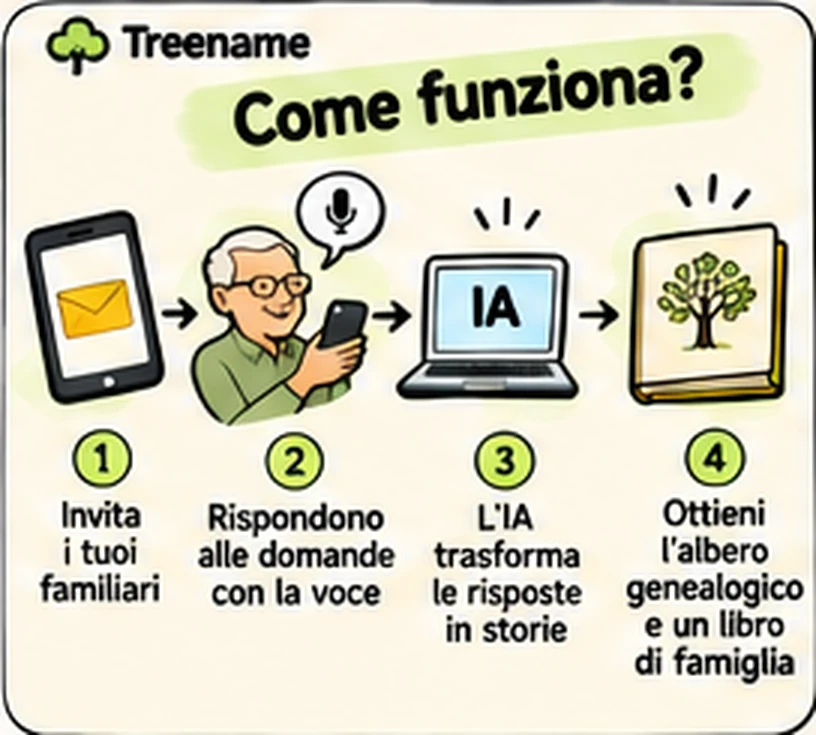 Treename
Come funziona?
IA
1
Invita
i tuoi
familiari
2
Rispondono
alle domande
con la voce
3
L'IA
trasforma
le risposte
in storie
4
Ottieni
l'albero
genealogico
e un libro
di famiglia